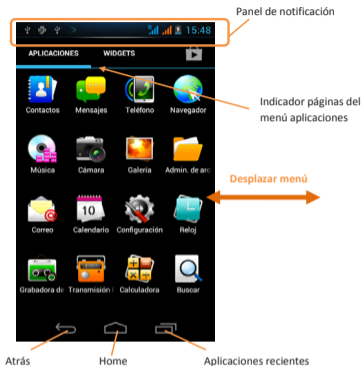 Panel de notificación
15:48
APLICACIONES WIDGETS
Indicador páginas del
menú aplicaciones
Contactos Mensajes Teléfono Navegador
Música Cámara Galería Admin. de arc
Desplazar menú
10
Correo Calendario Configuración Reloj
Grabadora de Transmisión Calculadora Buscar
Atrás Home Aplicaciones recientes